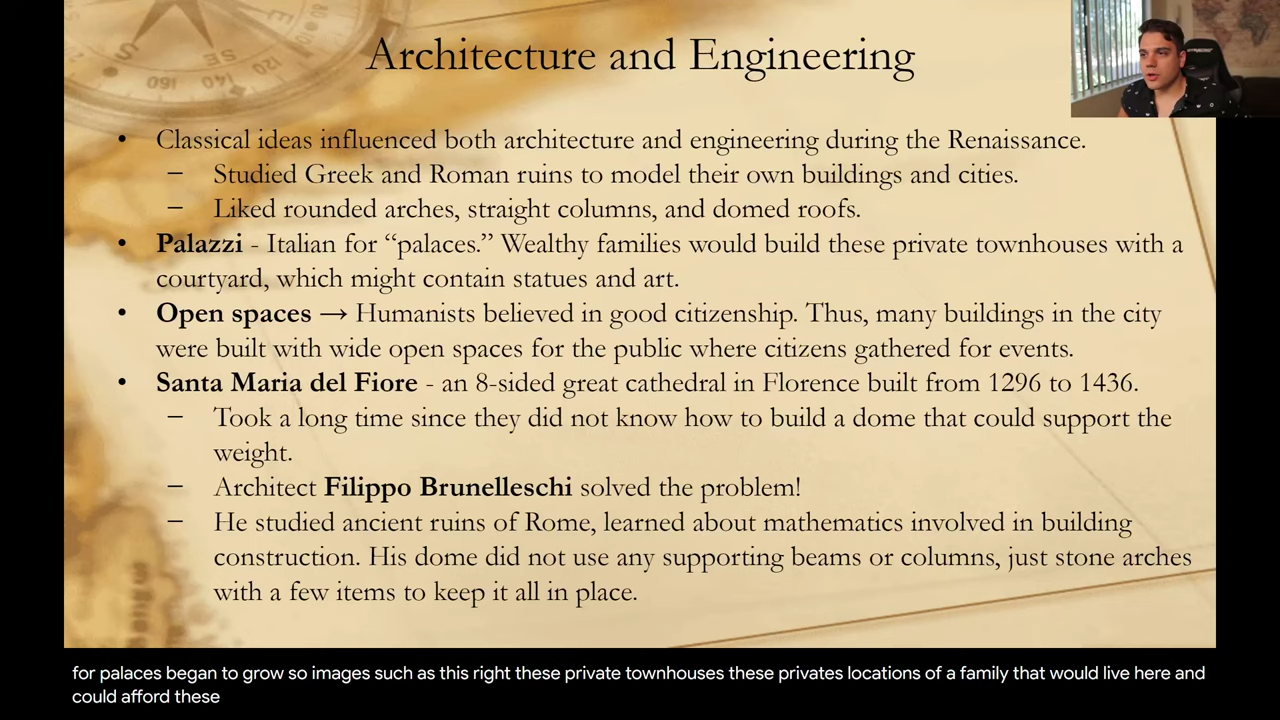 Architecture and Engineering
• Classical ideas influenced both architecture and engineering during the Renaissance.
– Studied Greek and Roman ruins to model their own buildings and cities.
– Liked rounded arches, straight columns, and domed roofs.
• Palazzi - Italian for “palaces.” Wealthy families would build these private townhouses with a
courtyard, which might contain statues and art.
• Open spaces → Humanists believed in good citizenship. Thus, many buildings in the city
were built with wide open spaces for the public where citizens gathered for events.
• Santa Maria del Fiore - an 8-sided great cathedral in Florence built from 1296 to 1436.
– Took a long time since they did not know how to build a dome that could support the
weight.
– Architect Filippo Brunelleschi solved the problem!
– He studied ancient ruins of Rome, learned about mathematics involved in building
construction. His dome did not use any supporting beams or columns, just stone arches
with a few items to keep it all in place.
for palaces began to grow so images such as this right these private townhouses these privates locations of a family that would live here and
could afford these
S
SE
160
140
120